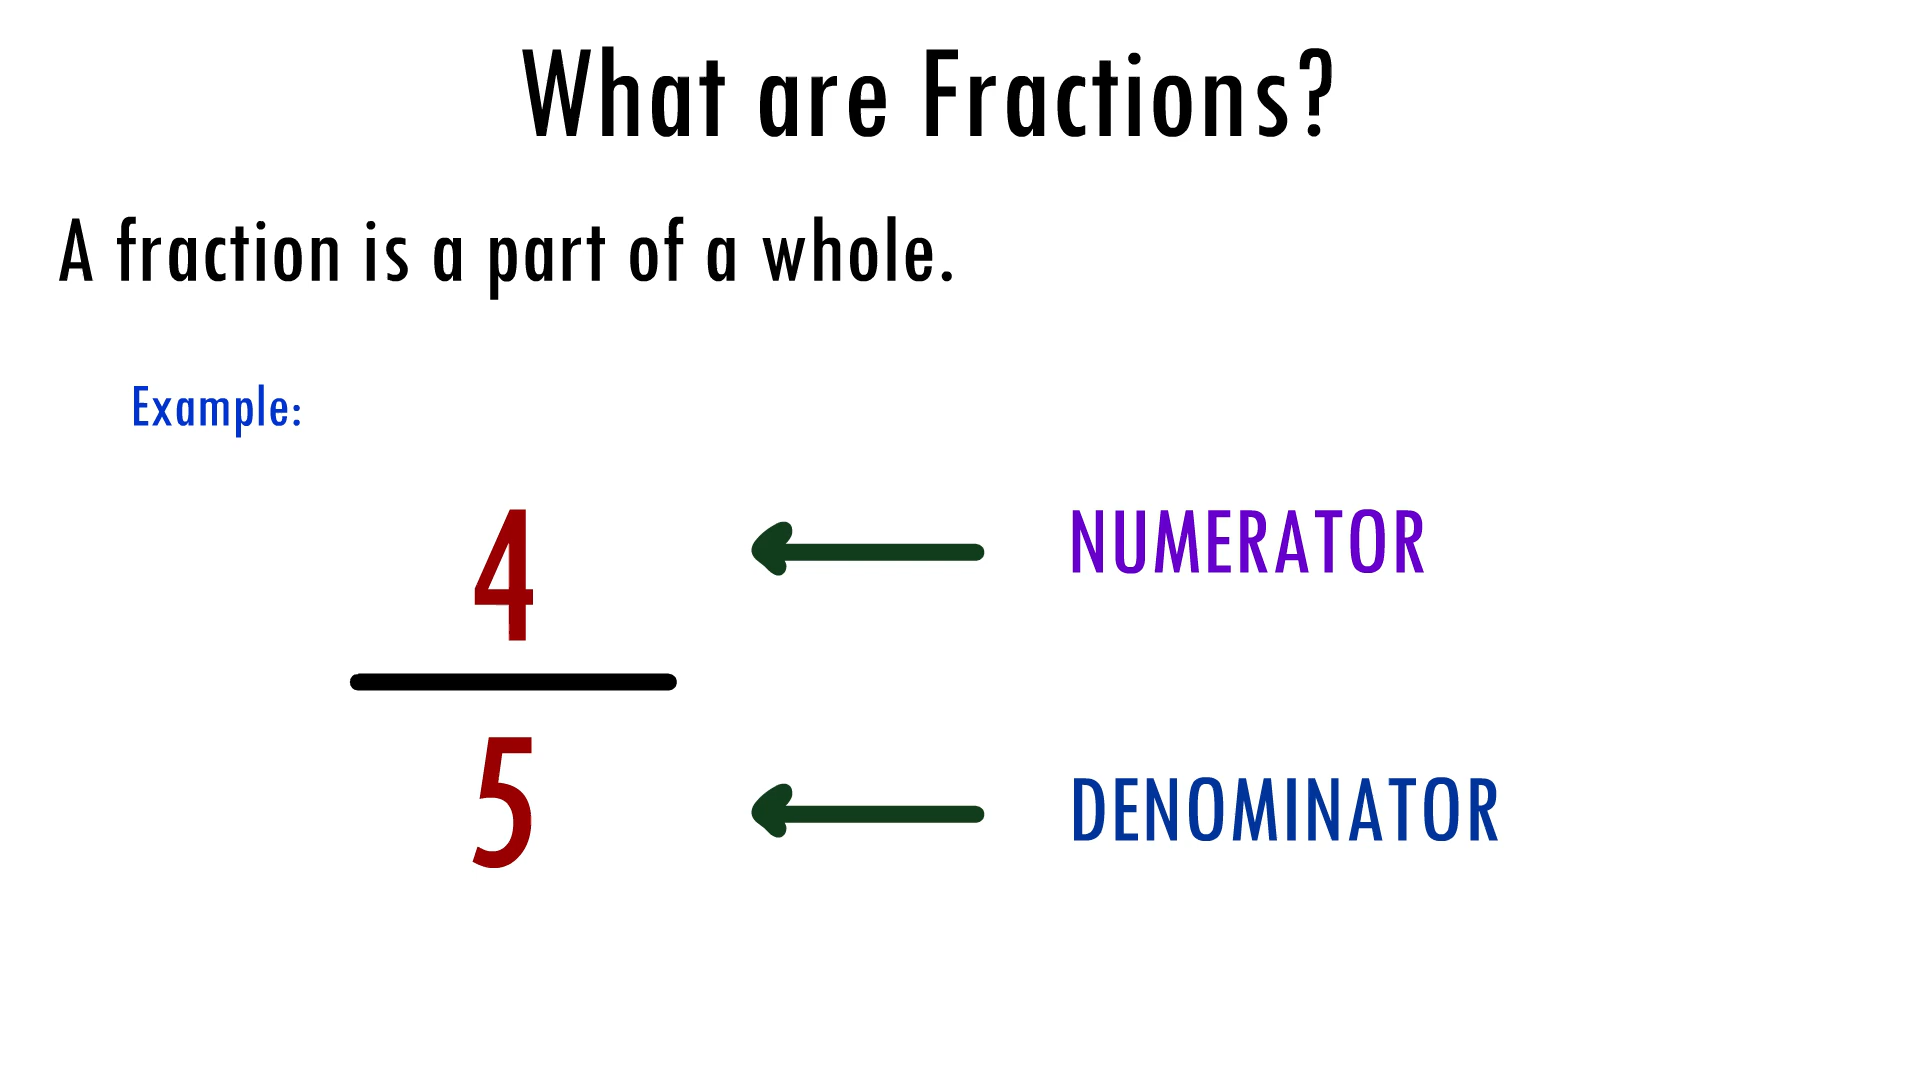 What are Fractions?
A fraction is a part of a whole.
Example:
4
NUMERATOR
5
DENOMINATOR